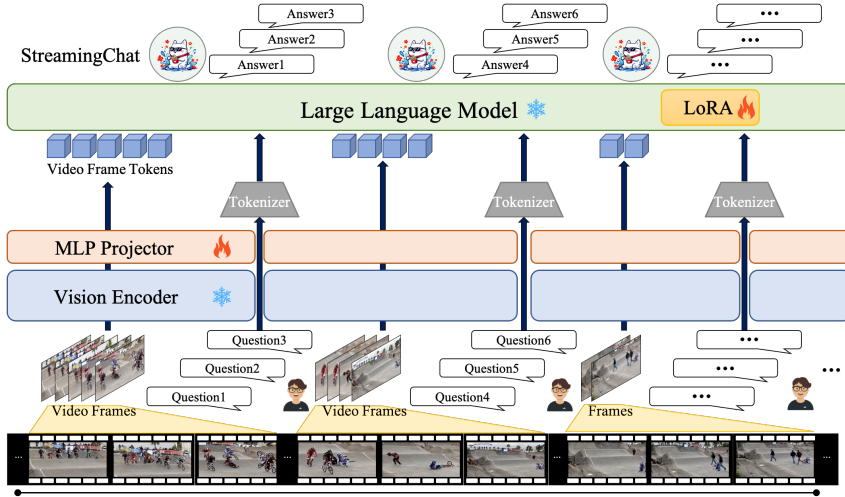 Answer3
Answer6
•••
StreamingChat
Answer2
Answer5
•••
Answer1
Answer4
•••
Large Language Model
LoRA
Video Frame Tokens
Tokenizer
Tokenizer
Tokenizer
MLP Projector
Vision Encoder
Question3
Question6
•••
Question2
Question5
•••
•••
Question1
Question4
•••
Video Frames
Video Frames
Frames
...
...
...
...